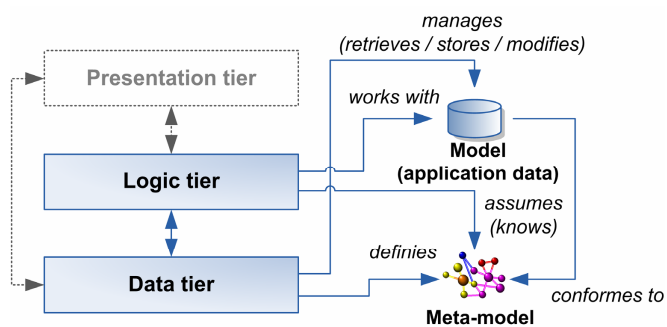 manages
(retrieves / stores / modifies)
Presentation tier
works with
Model
(application data)
Logic tier
assumes
(knows)
definies
Data tier
conformes to
Meta-model